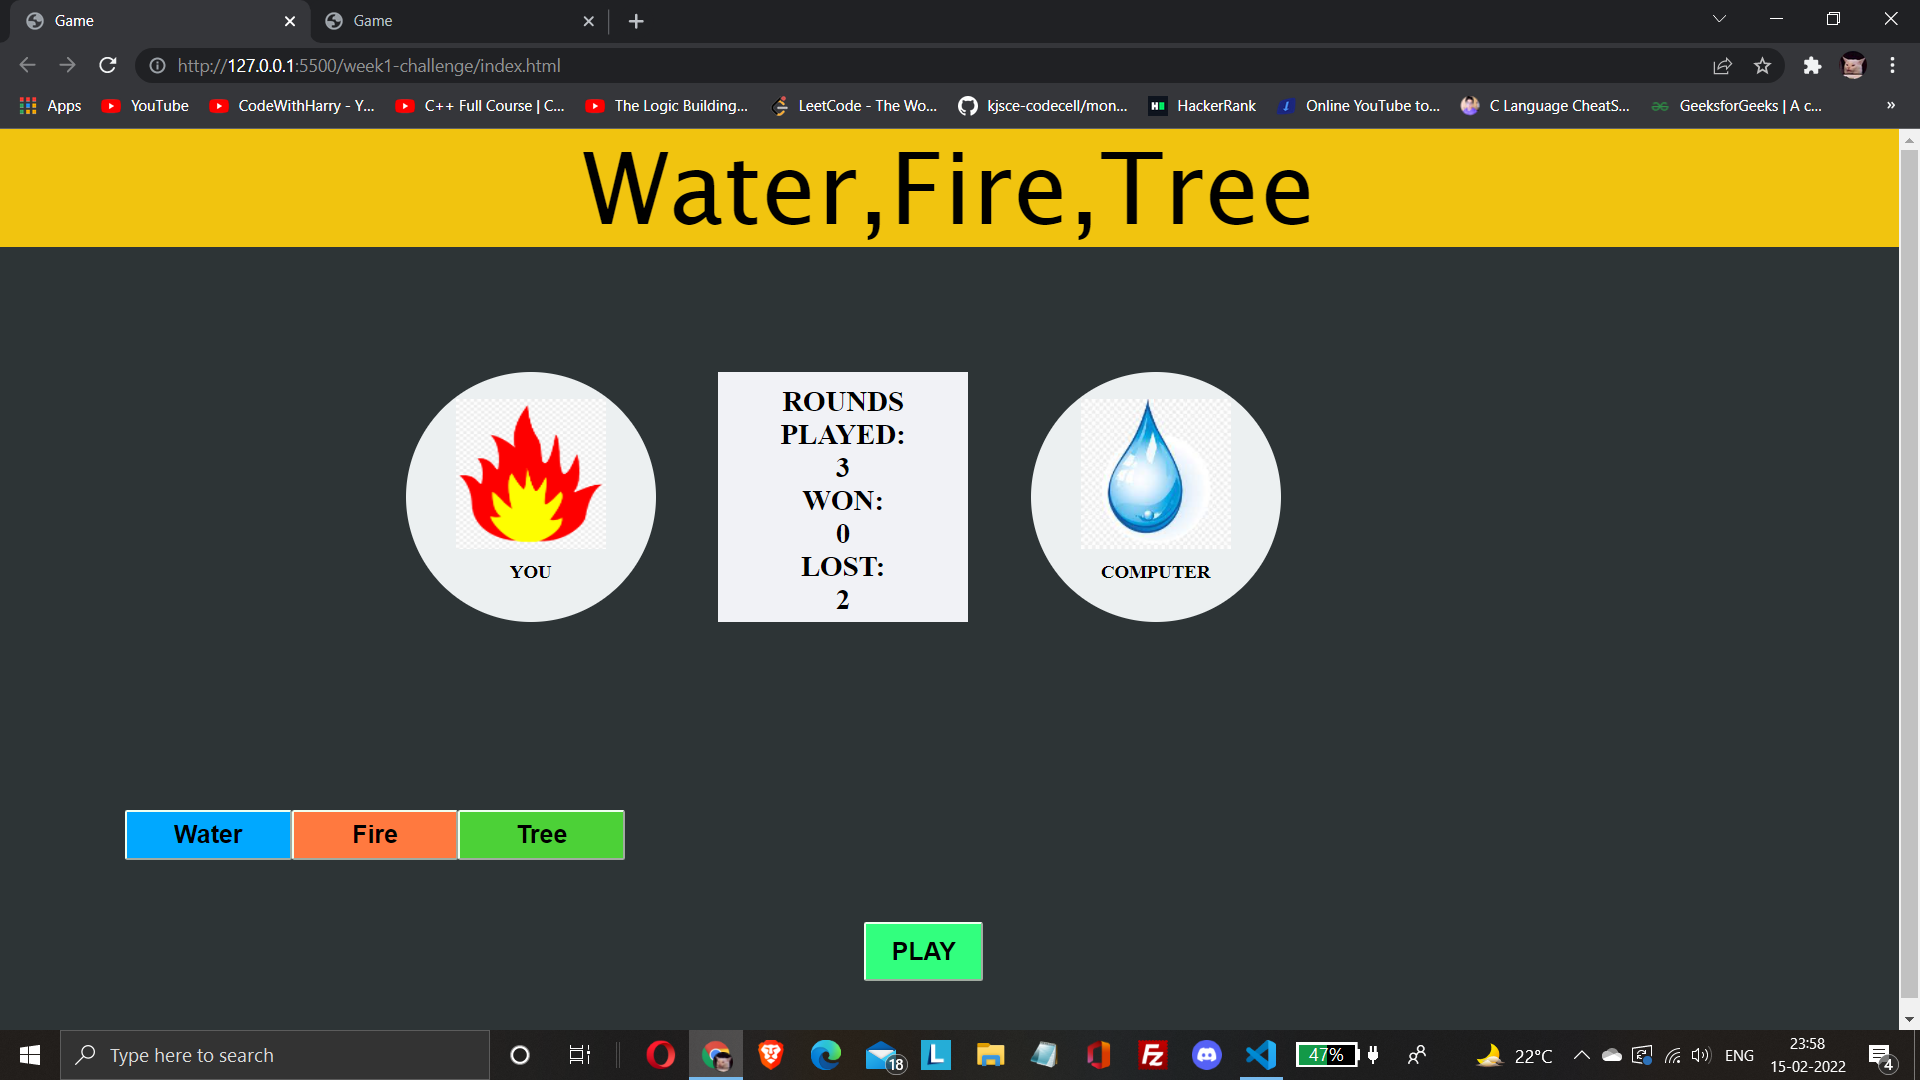 Game
Game
http://127.0.0.1:5500/week1-challenge/index.html
Apps
YouTube
CodeWithHarry - Y...
C++ Full Course | C...
The Logic Building...
LeetCode - The Wo...
kjsce-codecell/mon...
HackerRank
Online YouTube to...
C Language CheatS...
GeeksforGeeks | A c...
»
Water,Fire,Tree
ROUNDS
PLAYED:
3
WON:
0
LOST:
2
YOU
COMPUTER
Water
Fire
Tree
PLAY
Type here to search
18
L
Fz
47%
22°C
ENG
23:58
15-02-2022
4